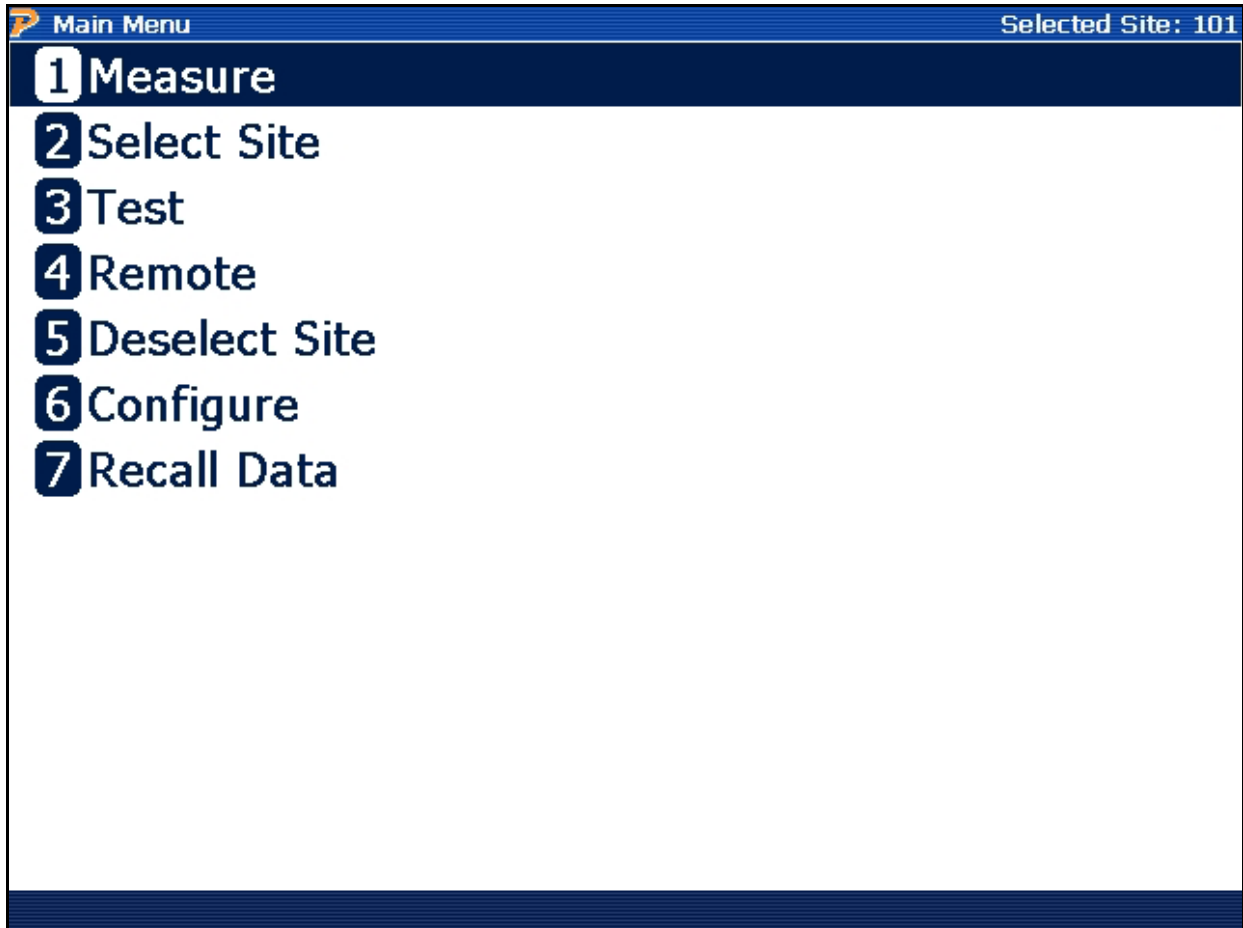 Main Menu Selected Site: 101
1 Measure
2 Select Site
3 Test
4 Remote
5 Deselect Site
6 Configure
7 Recall Data